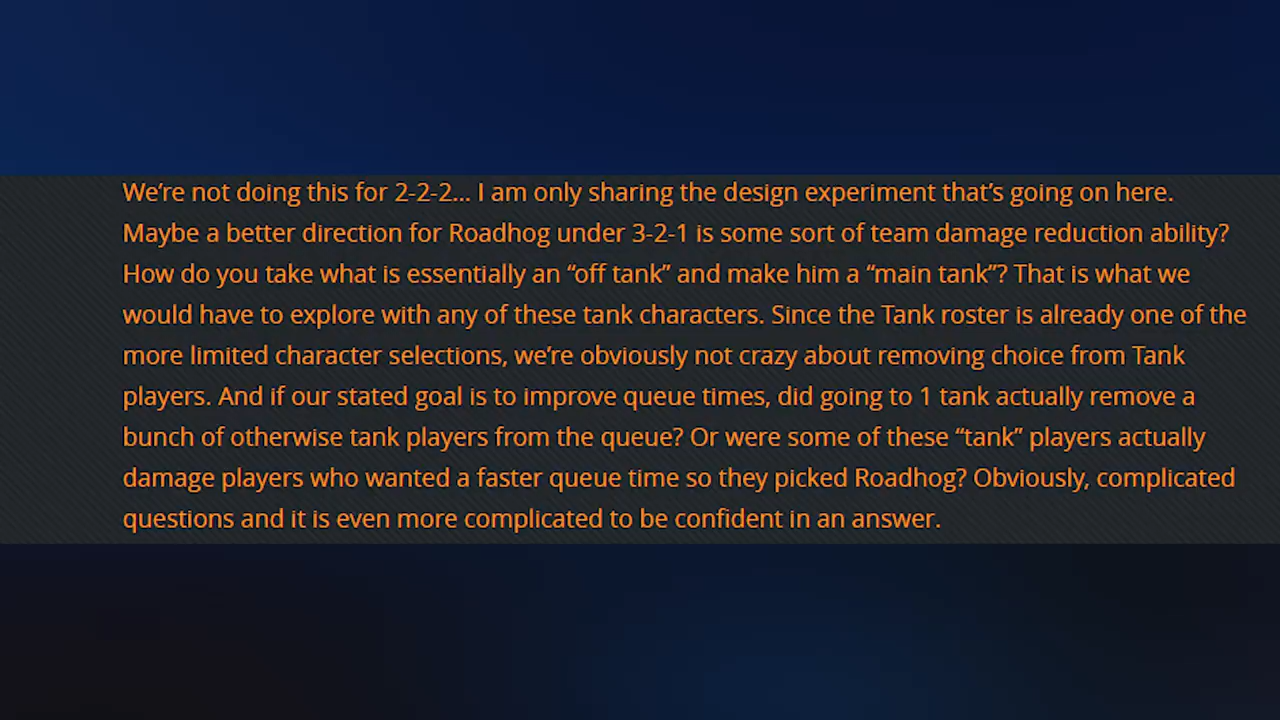 We’re not doing this for 2-2-2... I am only sharing the design experiment that’s going on here.
Maybe a better direction for Roadhog under 3-2-1 is some sort of team damage reduction ability?
How do you take what is essentially an “off tank” and make him a “main tank”? That is what we
would have to explore with any of these tank characters. Since the Tank roster is already one of the
more limited character selections, we’re obviously not crazy about removing choice from Tank
players. And if our stated goal is to improve queue times, did going to 1 tank actually remove a
bunch of otherwise tank players from the queue? Or were some of these “tank” players actually
damage players who wanted a faster queue time so they picked Roadhog? Obviously, complicated
questions and it is even more complicated to be confident in an answer.